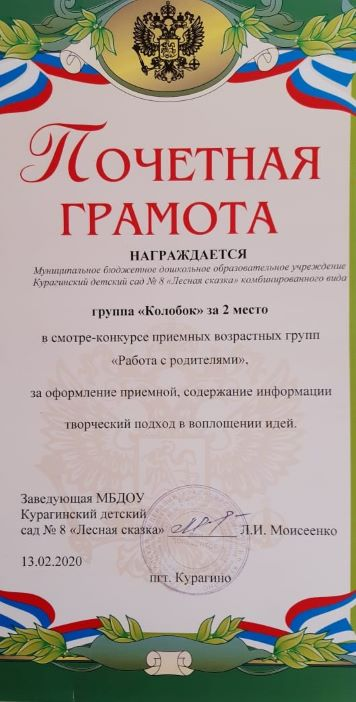 ПОЧЕТНАЯ
ГРАМОТА
НАГРАЖДАЕТСЯ
Муниципальное бюджетное дошкольное образовательное учреждение
Курагинский детский сад № 8 «Лесная сказка» комбинированного вида
группа «Колобок» за 2 место
в смотре-конкурсе приемных возрастных групп
«Работа с родителями»,
за оформление приемной, содержание информации
творческий подход в воплощении идей.
Заведующая МБДОУ
Курагинский детский
сад № 8 «Лесная сказка» Л.И. Моисеенко
13.02.2020
пгт. Курагино